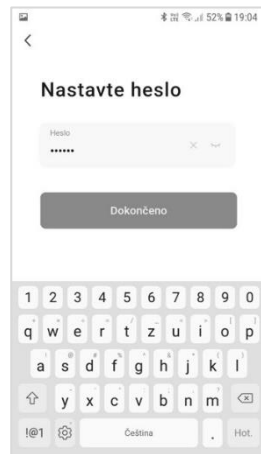 52% 19:04
Nastavte heslo
Heslo
••••••
Dokončeno
1 2 3 4 5 6 7 8 9 0
q w e r t z u i o p
a s d f g h j k l
y x c v b n m
!@1 Čeština . Hot.